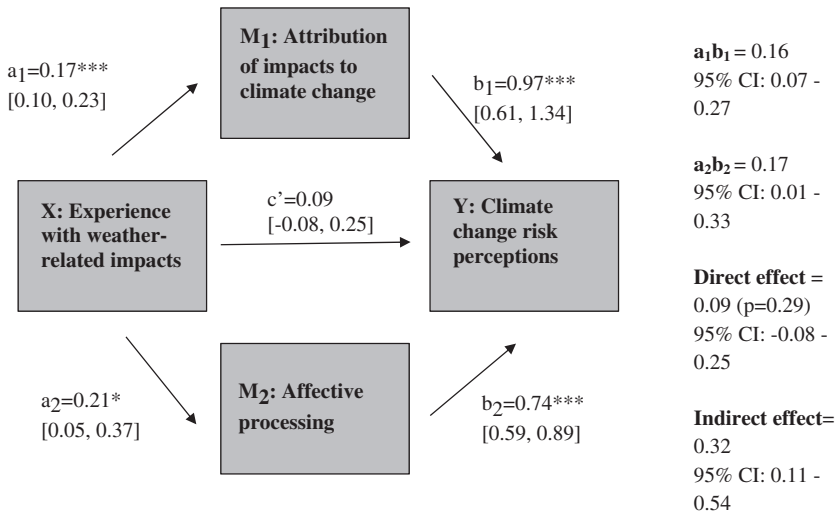 M1: Attribution
of impacts to
climate change
a1=0.17***
[0.10, 0.23]
b1=0.97***
[0.61, 1.34]
X: Experience
with weather-
related impacts
c’=0.09
[-0.08, 0.25]
Y: Climate
change risk
perceptions
a2=0.21*
[0.05, 0.37]
M2: Affective
processing
b2=0.74***
[0.59, 0.89]
a1b1 = 0.16
95% CI: 0.07 -
0.27
a2b2 = 0.17
95% CI: 0.01 -
0.33
Direct effect =
0.09 (p=0.29)
95% CI: -0.08 -
0.25
Indirect effect=
0.32
95% CI: 0.11 -
0.54